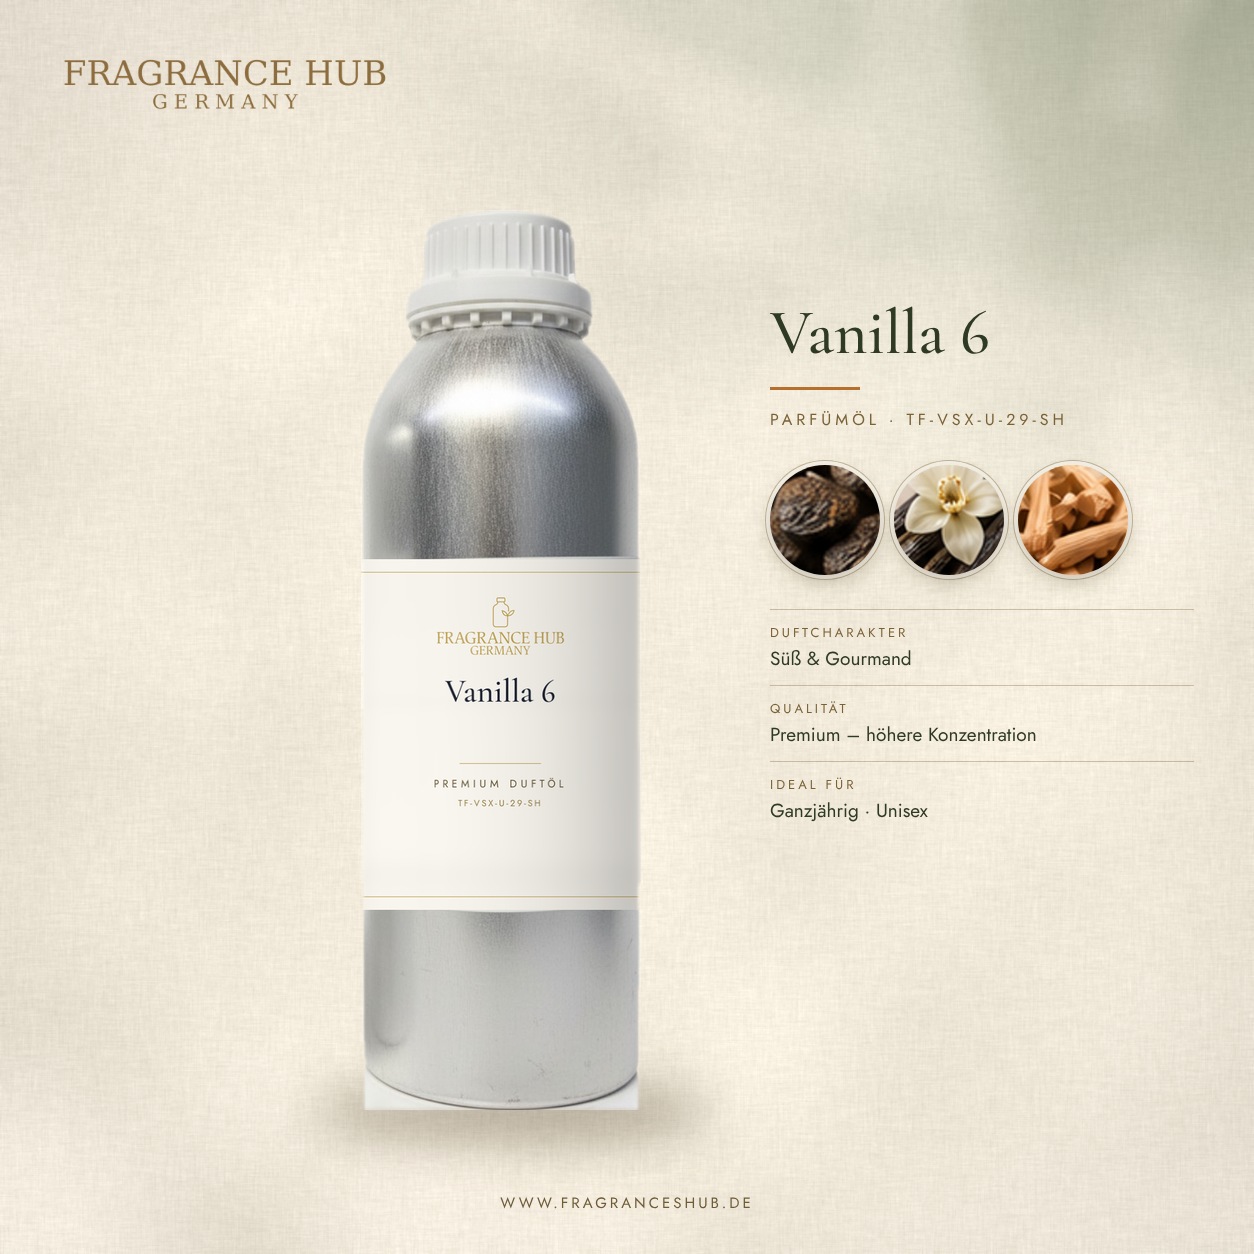 FRAGRANCE HUB
GERMANY
Vanilla 6
PARFÜMÖL · TF-VSX-U-29-SH
DUFTCHARAKTER
Süß & Gourmand
QUALITÄT
Premium – höhere Konzentration
IDEAL FÜR
Ganzjährig · Unisex
FRAGRANCE HUB
GERMANY
Vanilla 6
PREMIUM DUFTÖL
TF-VSX-U-29-SH
WWW.FRAGRANCESHUB.DE